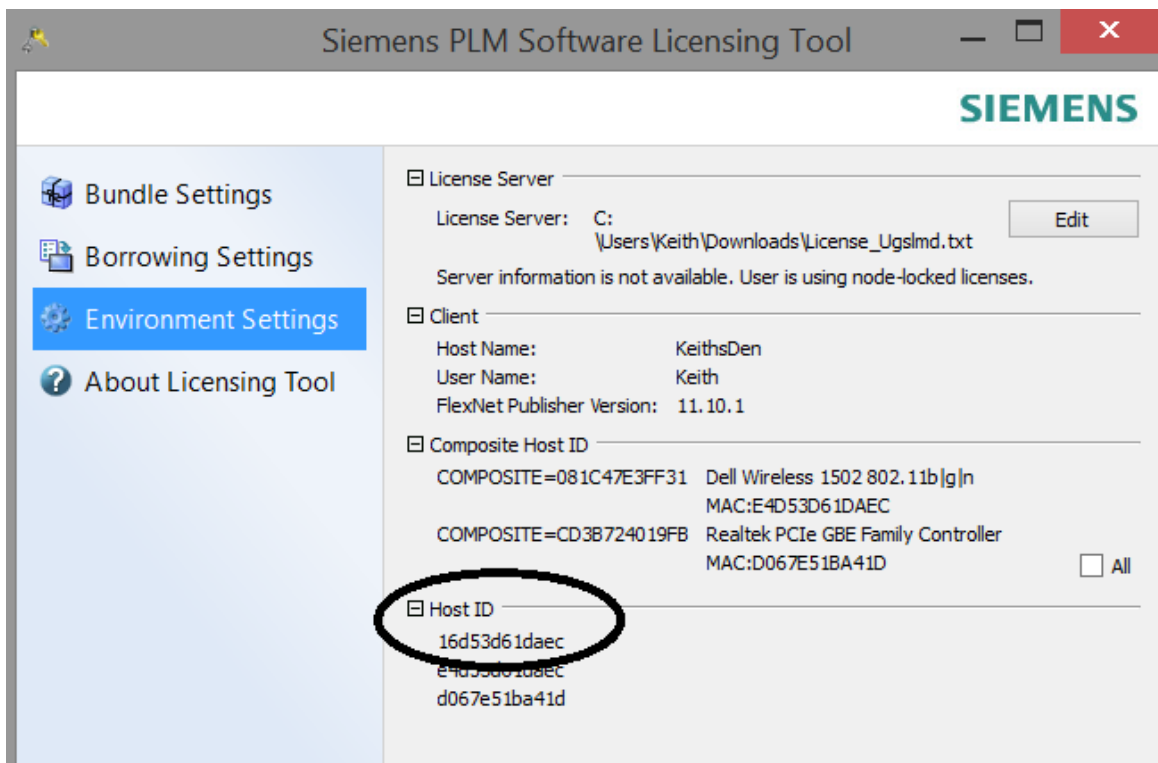 Siemens PLM Software Licensing Tool
SIEMENS
Bundle Settings
Borrowing Settings
Environment Settings
About Licensing Tool
License Server
License Server: C:
\Users\Keith\Downloads\License_Ugslmd.txt
Edit
Server information is not available. User is using node-locked licenses.
Client
Host Name: KeithsDen
User Name: Keith
FlexNet Publisher Version: 11.10.1
Composite Host ID
COMPOSITE=081C47E3FF31 Dell Wireless 1502 802.11b|g|n
MAC:E4D53D61DAEC
COMPOSITE=CD3B724019FB Realtek PCIe GBE Family Controller
MAC:D067E51BA41D
All
Host ID
16d53d61daec
e4d53d61daec
d067e51ba41d